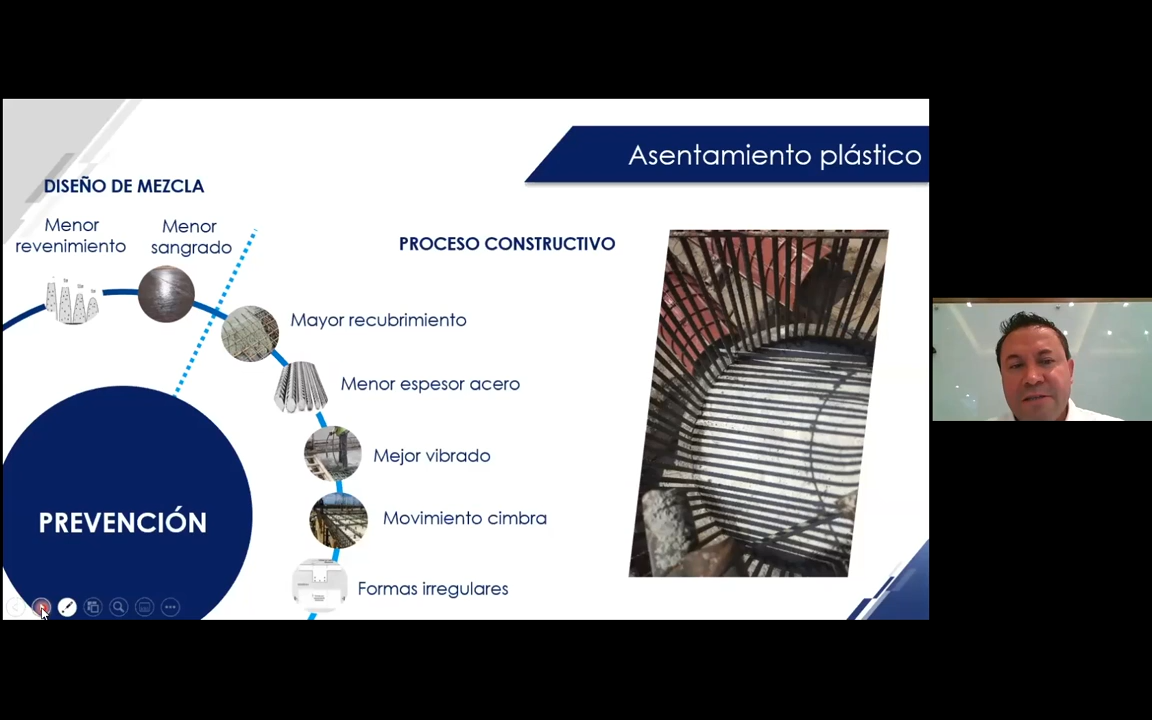 Asentamiento plástico
DISEÑO DE MEZCLA
Menor
revenimiento
Menor
sangrado
PROCESO CONSTRUCTIVO
Mayor recubrimiento
Menor espesor acero
Mejor vibrado
Movimiento cimbra
Formas irregulares
PREVENCIÓN